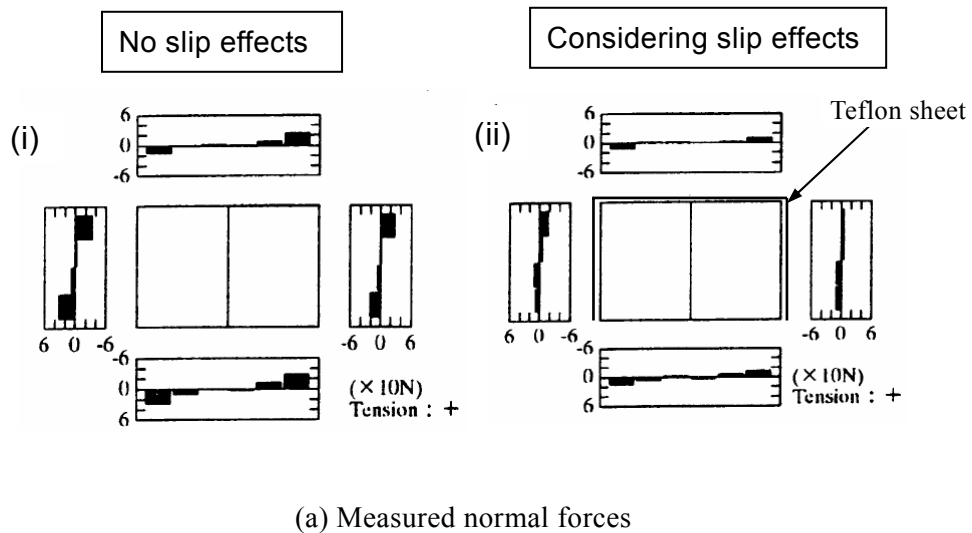 No slip effects
Considering slip effects
Teflon sheet
(i)
6
0
-6
(ii)
6
0
-6
6 0 -6
-6 0 6
6 0 -6
-6 0 6
-6
0
6
(×10N)
Tension : +
-6
0
6
(×10N)
Tension : +
(a) Measured normal forces